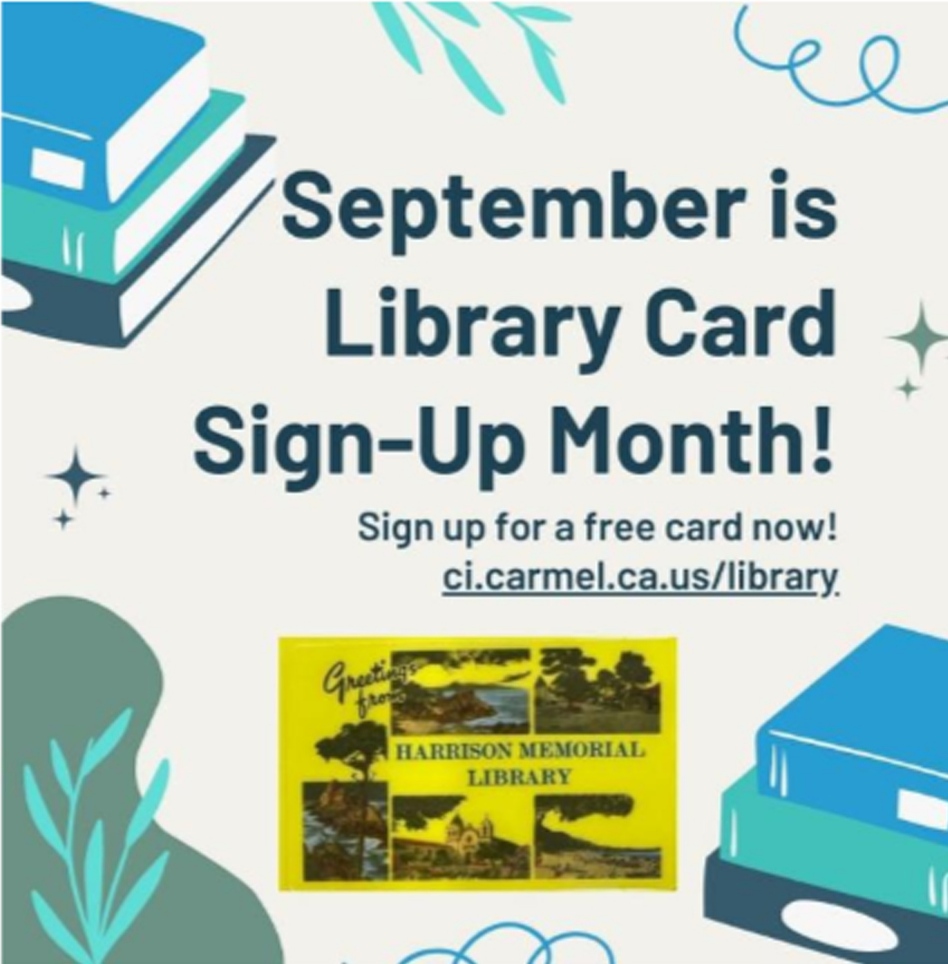 September is
Library Card
Sign-Up Month!
Sign up for a free card now!
ci.carmel.ca.us/library
Greetings
from
HARRISON MEMORIAL
LIBRARY